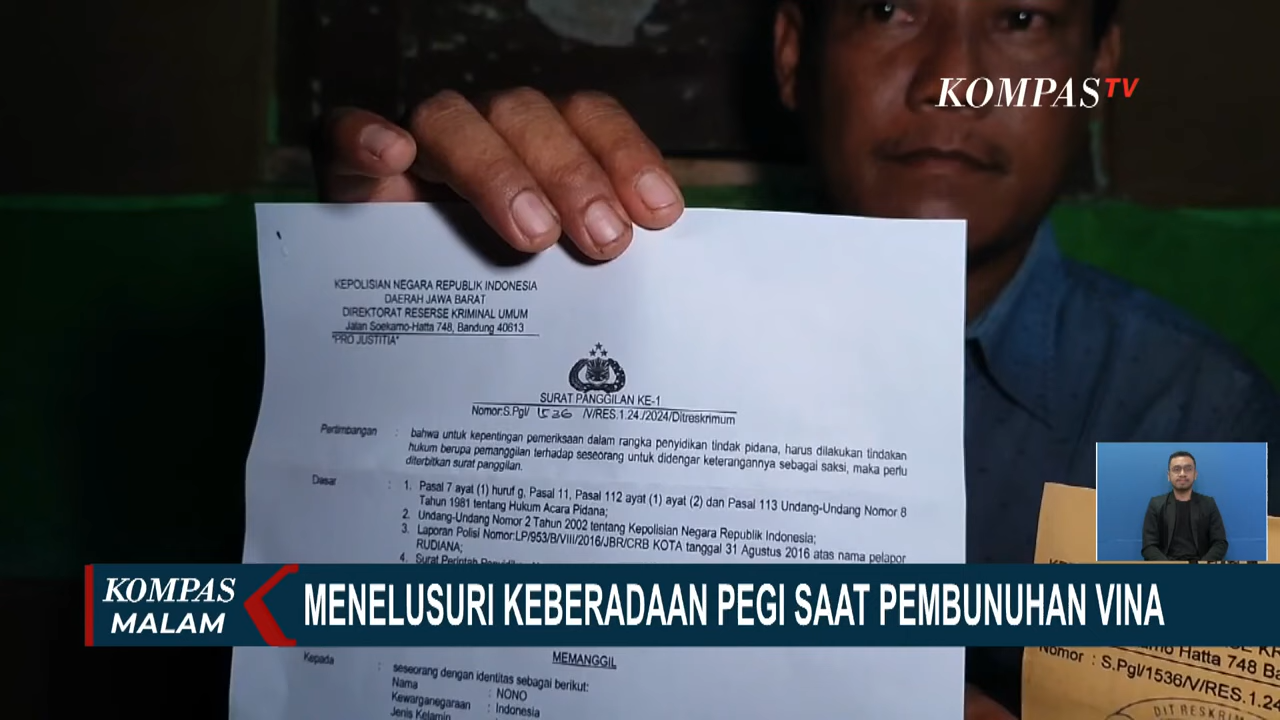 KOMPASTV
KEPOLISIAN NEGARA REPUBLIK INDONESIA
DAERAH JAWA BARAT
DIREKTORAT RESERSE KRIMINAL UMUM
Jalan Soekarno-Hatta 748, Bandung 40613
"PRO JUSTITIA"
SURAT PANGGILAN KE-1
Nomor:S.Pgl/ 1536 /V/RES.1.24./2024/Ditreskrimum
Pertimbangan : bahwa untuk kepentingan pemeriksaan dalam rangka penyidikan tindak pidana, harus dilakukan tindakan
hukum berupa pemanggilan terhadap seseorang untuk didengar keterangannya sebagai saksi, maka perlu
diterbitkan surat panggilan.
Dasar : 1. Pasal 7 ayat (1) huruf g, Pasal 11, Pasal 112 ayat (1) ayat (2) dan Pasal 113 Undang-Undang Nomor 8
Tahun 1981 tentang Hukum Acara Pidana;
2. Undang-Undang Nomor 2 Tahun 2002 tentang Kepolisian Negara Republik Indonesia;
3. Laporan Polisi Nomor:LP/953/B/VIII/2016/JBR/CRB KOTA tanggal 31 Agustus 2016 atas nama pelapor
RUDIANA;
4. Surat Perintah
KOMPAS
MALAM
MENELUSURI KEBERADAAN PEGI SAAT PEMBUNUHAN VINA
MEMANGGIL
Kepada : seseorang dengan identitas sebagai berikut:
Nama : NONO
Kewarganegaraan : Indonesia
Jenis Kelamin
Hatta 748
Nomor : S.Pgl/1536/V/RES.1.24
DIT RESKRI